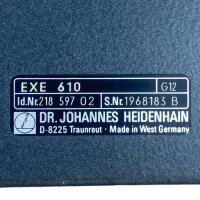 EXE 610 G12
Id.Nr.218 597 02 S.Nr.1968183 B
DR. JOHANNES HEIDENHAIN
D-8225 Traunreut · Made in West Germany